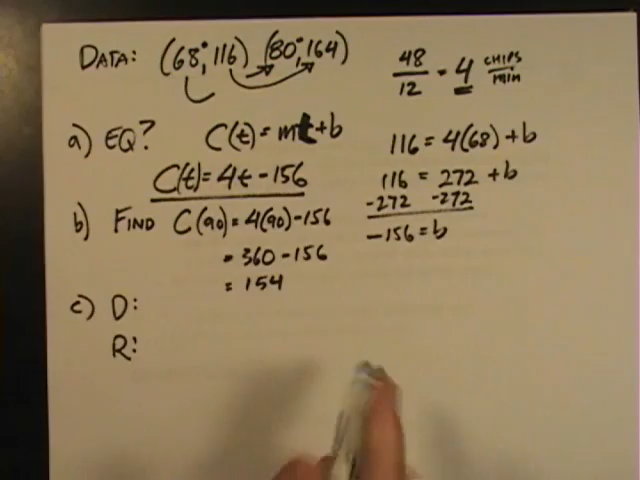 DATA: (68°, 116) (80°, 164)
48/12 = 4 CHIPS/MIN
a) EQ? C(t) = mt + b
116 = 4(68) + b
C(t) = 4t - 156
116 = 272 + b
-272 -272
-156 = b
b) FIND C(90) = 4(90) - 156
= 360 - 156
= 154
c) D:
R: